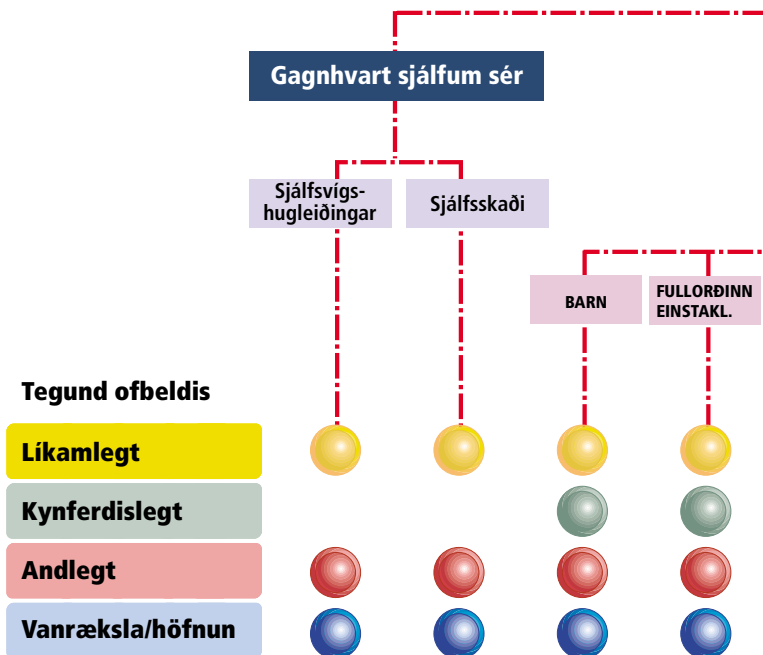 Gagnhvart sjálfum sér
Sjálfsvígs-
hugleiðingar
Sjálfsskaði
BARN
FULLORÐINN
EINSTAKL.
Tegund ofbeldis
Líkamlegt
Kynferdislegt
Andlegt
Vanræksla/höfnun